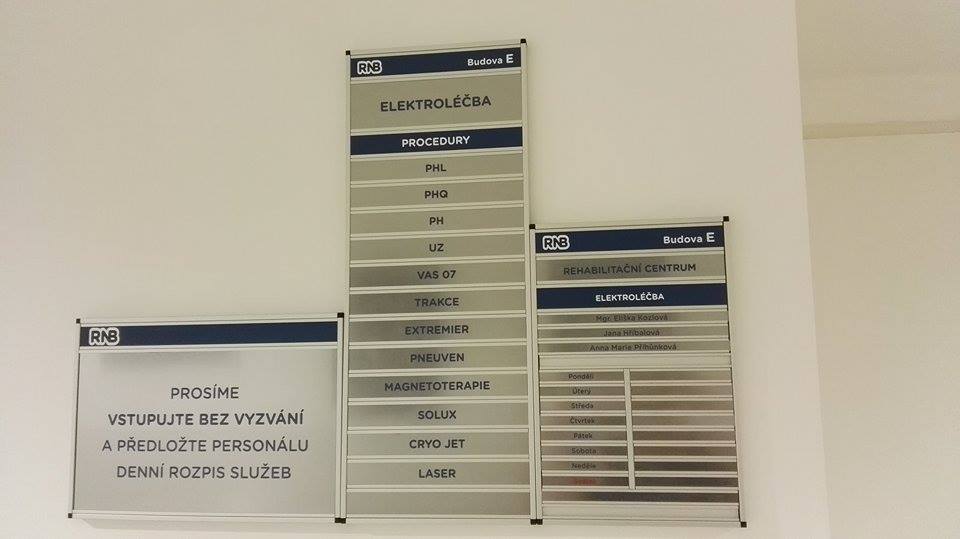 RNB
PROSÍME
VSTUPUJTE BEZ VYZVÁNÍ
A PŘEDLOŽTE PERSONÁLU
DENNÍ ROZPIS SLUŽEB
RNB Budova E
ELEKTROLÉČBA
PROCEDURY
PHL
PHQ
PH
UZ
VAS 07
TRAKCE
EXTREMIER
PNEUVEN
MAGNETOTERAPIE
SOLUX
CRYO JET
LASER
RNB Budova E
REHABILITAČNÍ CENTRUM
ELEKTROLÉČBA
Mgr. Eliška Kozlová
Jana Hříbalová
Anna Marie Příhůnková
Pondělí
Úterý
Středa
Čtvrtek
Pátek
Sobota
Neděle